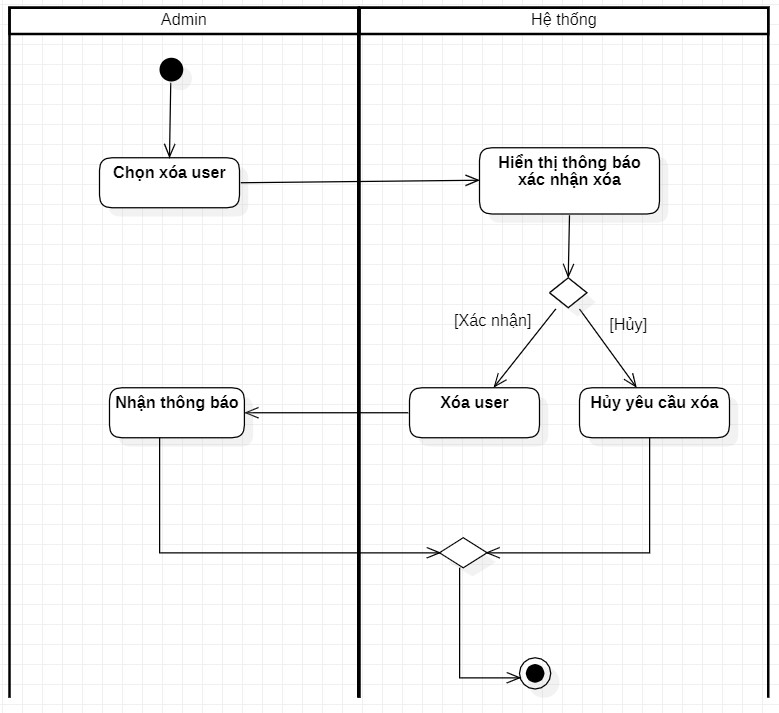 Admin
Hệ thống
Chọn xóa user
Hiển thị thông báo
xác nhận xóa
[Xác nhận]
[Hủy]
Nhận thông báo
Xóa user
Hủy yêu cầu xóa